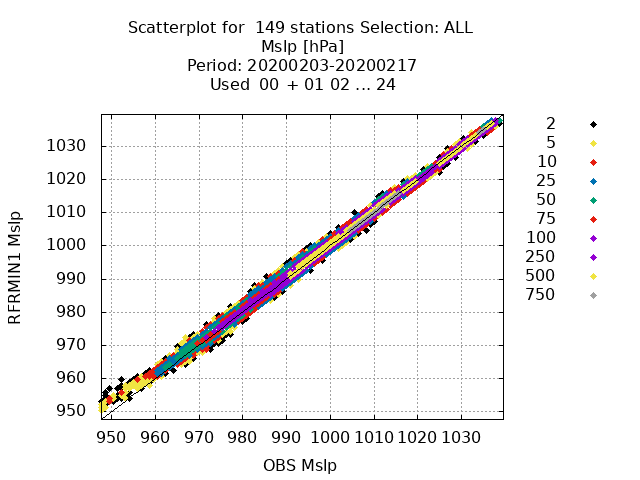 Scatterplot for  149 stations Selection: ALL
Mslp [hPa]
Period: 20200203-20200217
Used  00 + 01 02 ... 24
RFRMIN1 Mslp
1030
1020
1010
1000
990
980
970
960
950
950 960 970 980 990 1000 1010 1020 1030
OBS Mslp
2
5
10
25
50
75
100
250
500
750